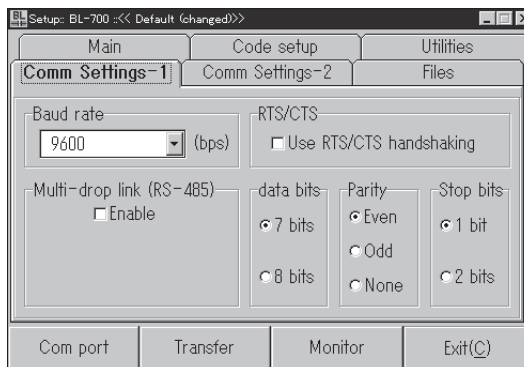 BL Setup:: BL-700 ::<< Default (changed)>>>
Main Code setup Utilities
Comm Settings-1 Comm Settings-2 Files
Baud rate
9600 (bps)
RTS/CTS
Use RTS/CTS handshaking
Multi-drop link (RS-485)
Enable
data bits
7 bits
8 bits
Parity
Even
Odd
None
Stop bits
1 bit
2 bits
Com port Transfer Monitor Exit(C)